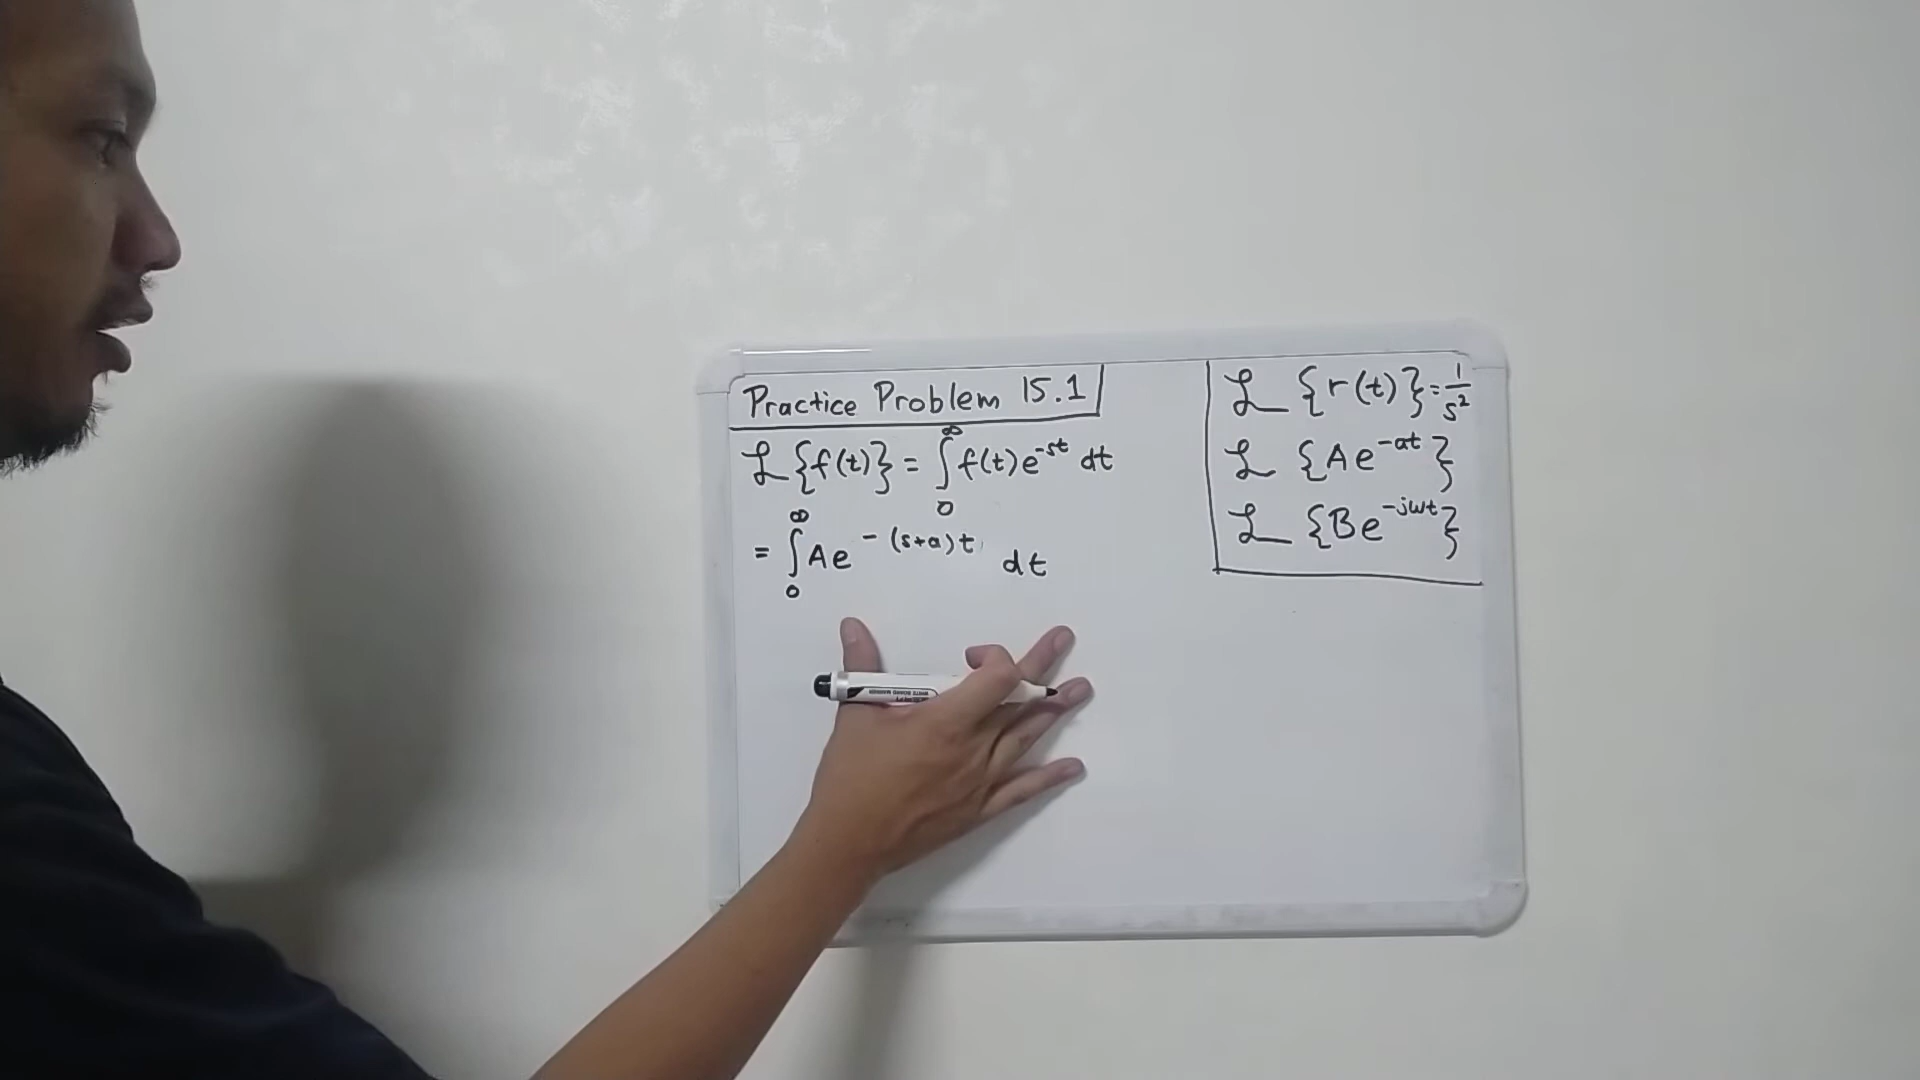 Practice Problem 15.1
ℒ {f(t)} = ∫₀^∞ f(t)e^-st dt
= ∫₀^∞ Ae^-(s+a)t dt
ℒ {r(t)} = 1/s²
ℒ {Ae^-at}
ℒ {Be^-jωt}